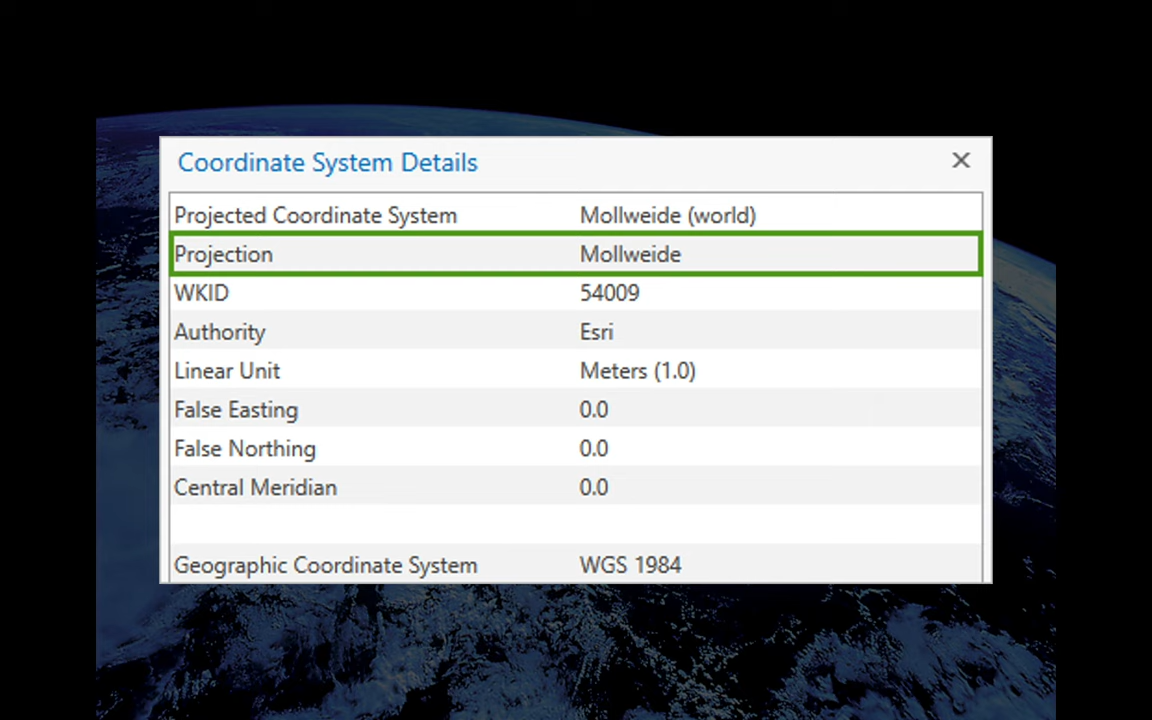 Coordinate System Details
Projected Coordinate System Mollweide (world)
Projection Mollweide
WKID 54009
Authority Esri
Linear Unit Meters (1.0)
False Easting 0.0
False Northing 0.0
Central Meridian 0.0
Geographic Coordinate System WGS 1984